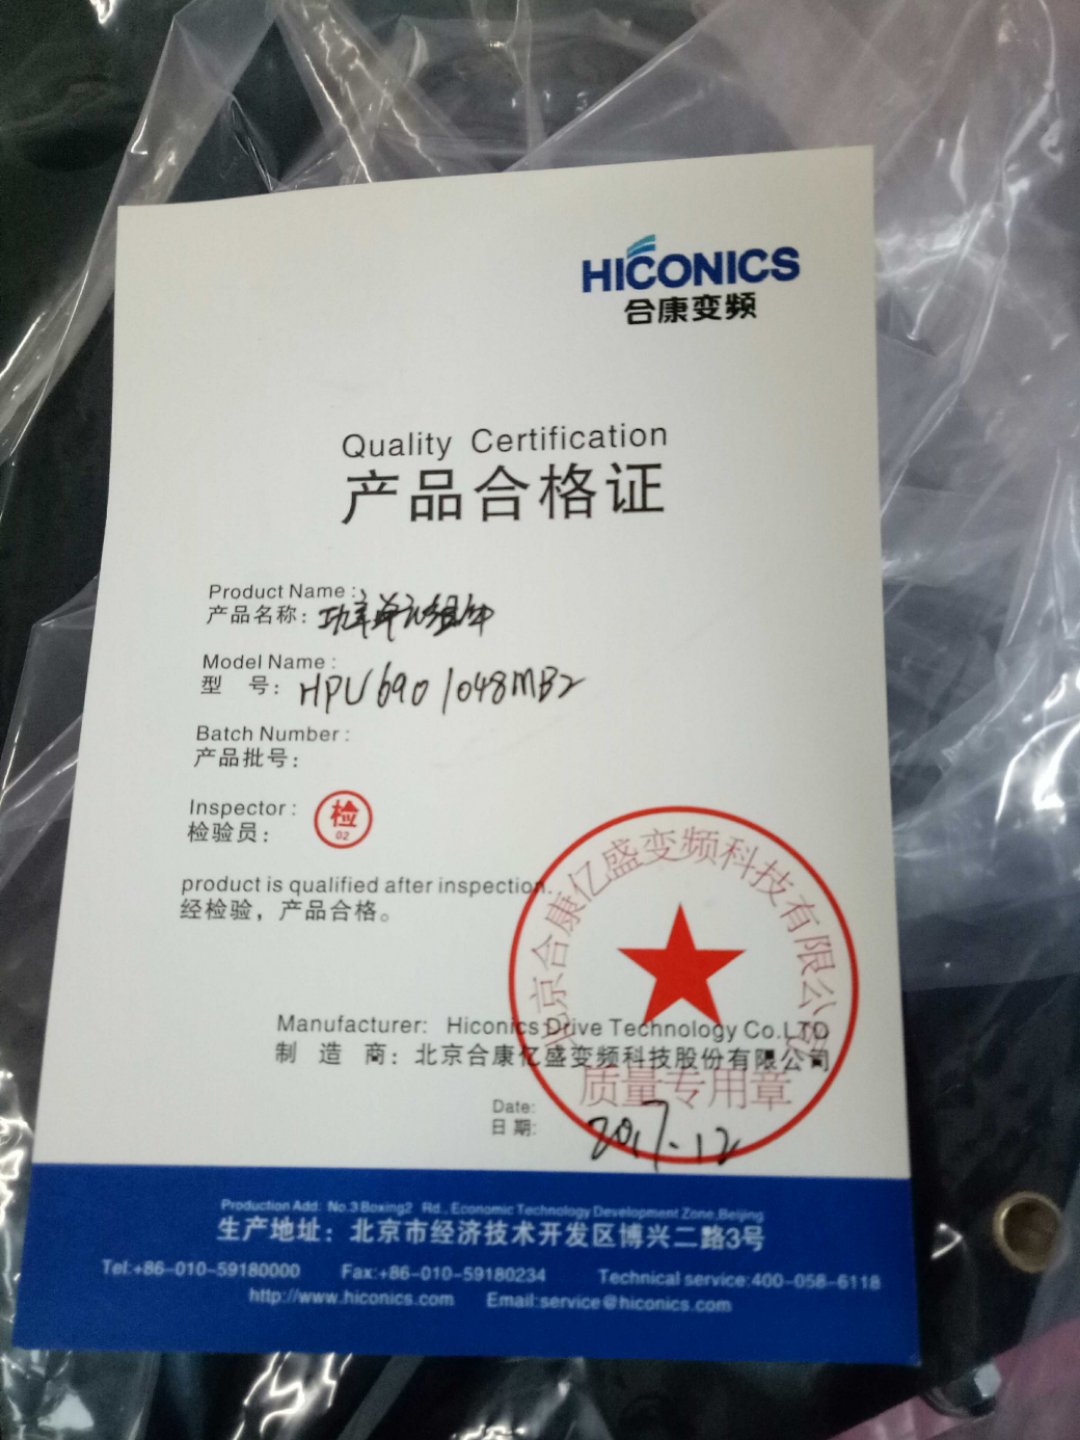 HICONICS
合康变频
Quality Certification
产品合格证
Product Name :
产品名称: 功率单元组件
Model Name :
型 号: HPU690/048MB2
Batch Number :
产品批号:
Inspector :
检验员:
检
02
product is qualified after inspection.
经检验，产品合格。
北京合康亿盛变频科技有限公司
Manufacturer: Hiconics Drive Technology Co.LTD
制 造 商: 北京合康亿盛变频科技股份有限公司
质量专用章
Date:
日 期: 2017.12
Production Add: No.3 Boxing2 Rd., Economic Technology Development Zone,Beijing
生产地址: 北京市经济技术开发区博兴二路3号
Tel:+86-010-59180000 Fax:+86-010-59180234 Technical service:400-058-6118
http://www.hiconics.com Email:service@hiconics.com